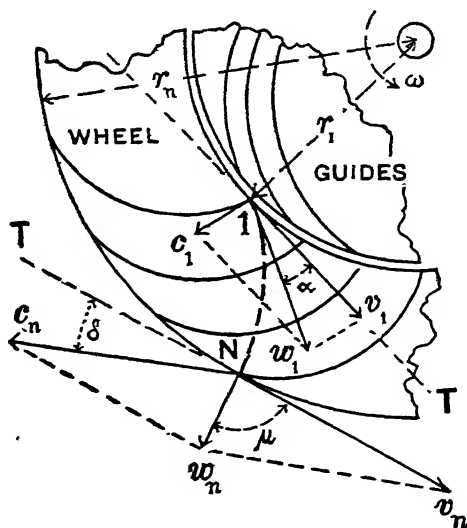 r_n
ω
WHEEL
r_1
GUIDES
1
c_1
T
α
v_1
c_n
δ
N
w_1
T
μ
w_n
v_n